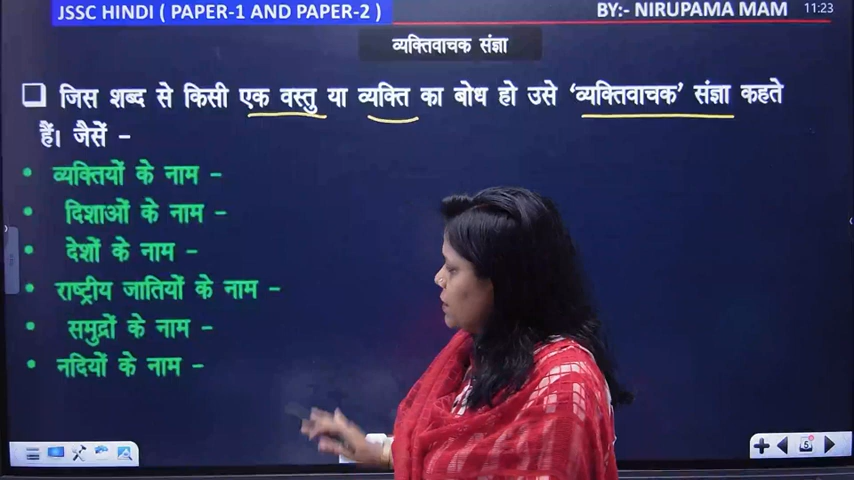 JSSC HINDI ( PAPER-1 AND PAPER-2 )
BY:- NIRUPAMA MAM
11:23
व्यक्तिवाचक संज्ञा
जिस शब्द से किसी एक वस्तु या व्यक्ति का बोध हो उसे ‘व्यक्तिवाचक’ संज्ञा कहते
हैं। जैसें –
व्यक्तियों के नाम –
दिशाओं के नाम –
देशों के नाम –
राष्ट्रीय जातियों के नाम –
समुद्रों के नाम –
नदियों के नाम –
5